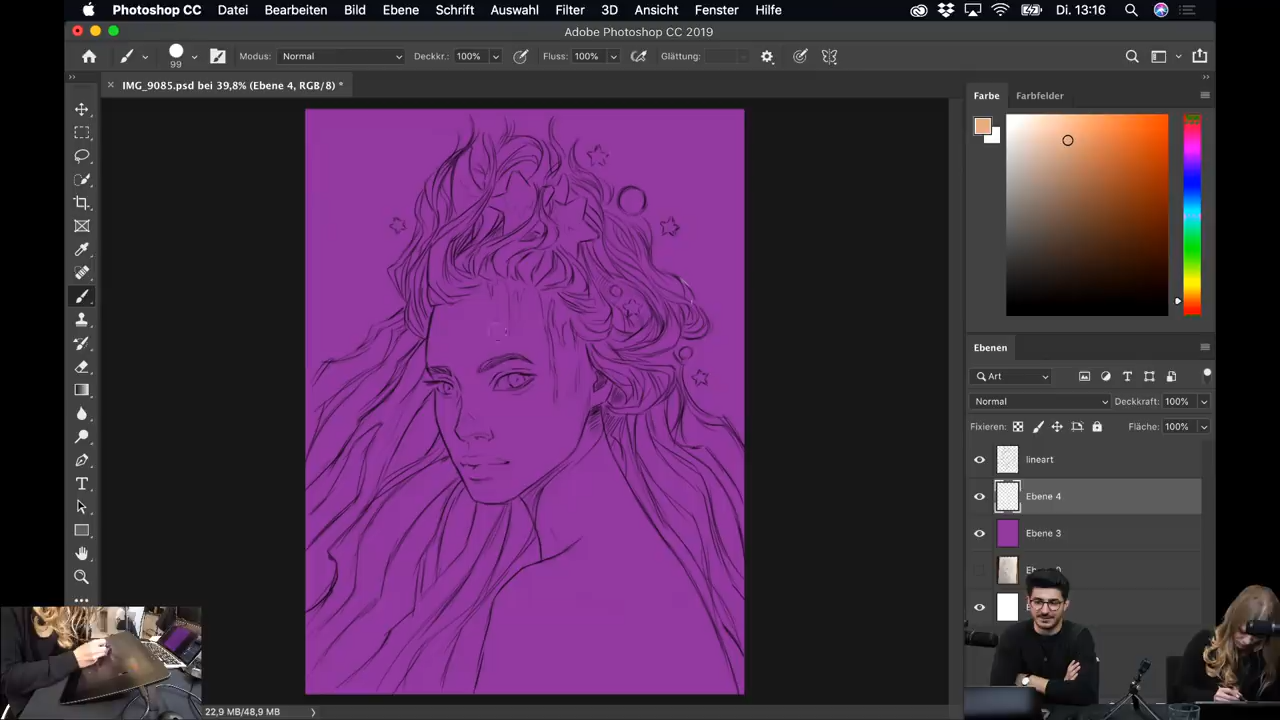 Photoshop CC Datei Bearbeiten Bild Ebene Schrift Auswahl Filter 3D Ansicht Fenster Hilfe Di. 13:16
Adobe Photoshop CC 2019
99 Modus: Normal Deckkr.: 100% Fluss: 100% Glättung:
× IMG_9085.psd bei 39,8% (Ebene 4, RGB/8) *
Farbe Farbfelder
Ebenen
Art
Normal Deckkraft: 100%
Fixieren: Fläche: 100%
lineart
Ebene 4
Ebene 3
22,9 MB/48,9 MB